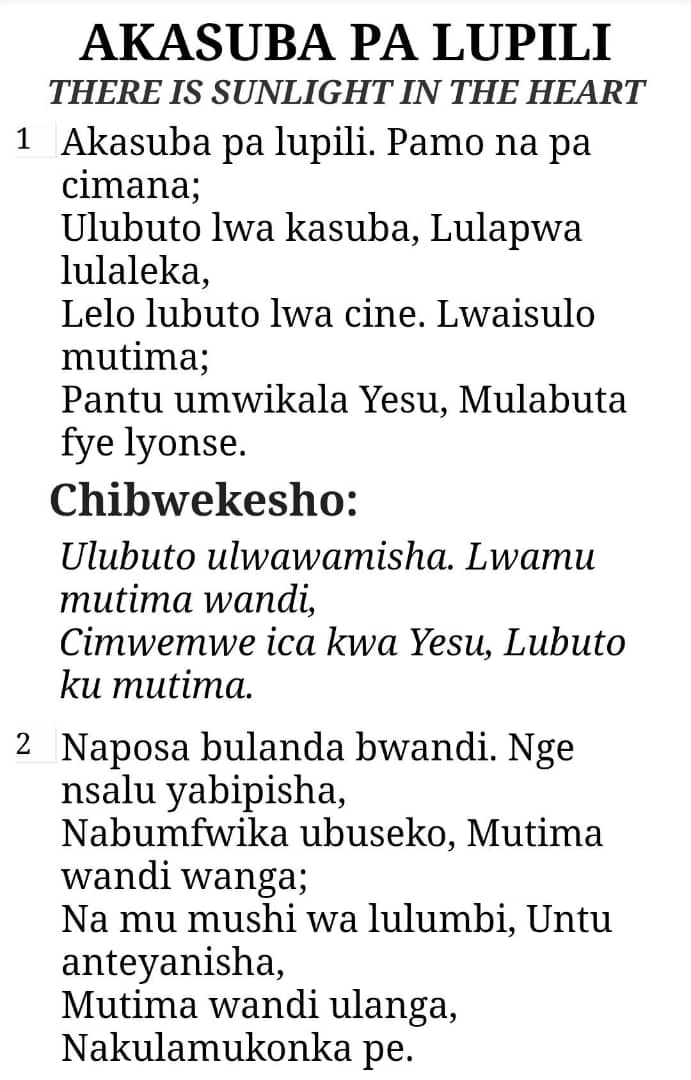 AKASUBA PA LUPILI
THERE IS SUNLIGHT IN THE HEART
1 Akasuba pa lupili. Pamo na pa
cimana;
Ulubuto lwa kasuba, Lulapwa
lulaleka,
Lelo lubuto lwa cine. Lwaisulo
mutima;
Pantu umwikala Yesu, Mulabuta
fye lyonse.
Chibwekesho:
Ulubuto ulwawamisha. Lwamu
mutima wandi,
Cimwemwe ica kwa Yesu, Lubuto
ku mutima.
2 Naposa bulanda bwandi. Nge
nsalu yabipisha,
Nabumfwika ubuseko, Mutima
wandi wanga;
Na mu mushi wa lulumbi, Untu
anteyanisha,
Mutima wandi ulanga,
Nakulamukonka pe.